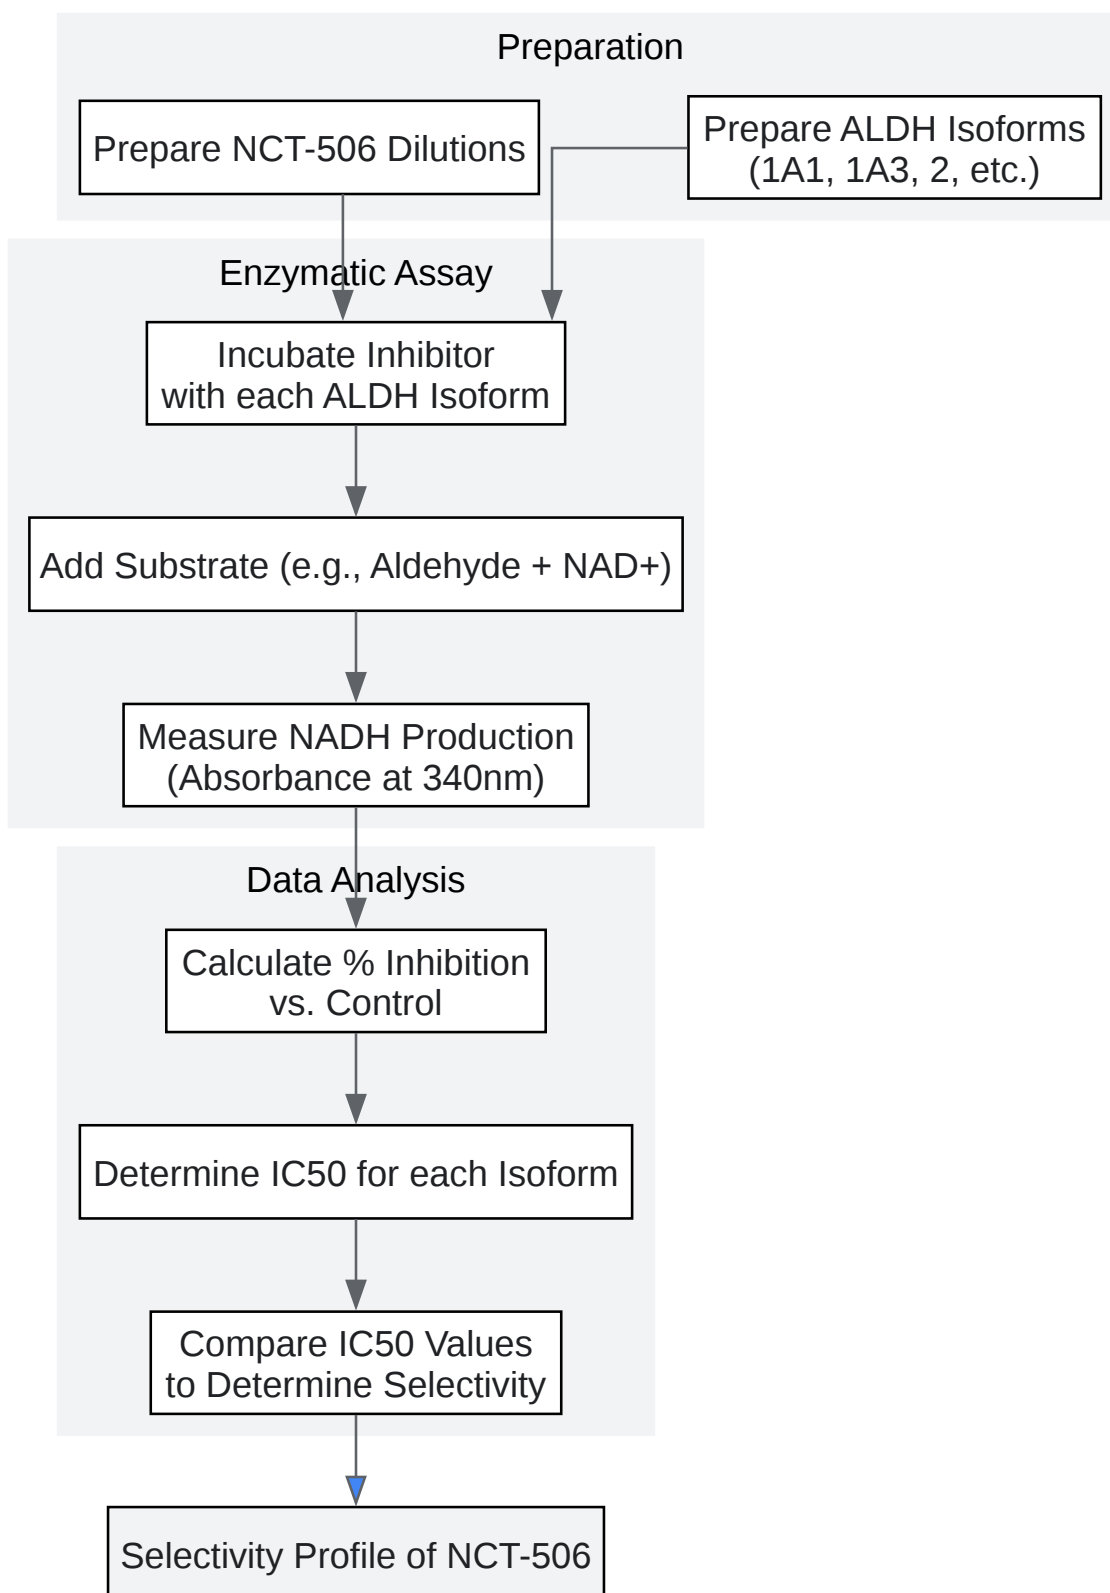 Preparation
Prepare NCT-506 Dilutions
Prepare ALDH Isoforms
(1A1, 1A3, 2, etc.)
Enzymatic Assay
Incubate Inhibitor
with each ALDH Isoform
Add Substrate (e.g., Aldehyde + NAD+)
Measure NADH Production
(Absorbance at 340nm)
Data Analysis
Calculate % Inhibition
vs. Control
Determine IC50 for each Isoform
Compare IC50 Values
to Determine Selectivity
Selectivity Profile of NCT-506